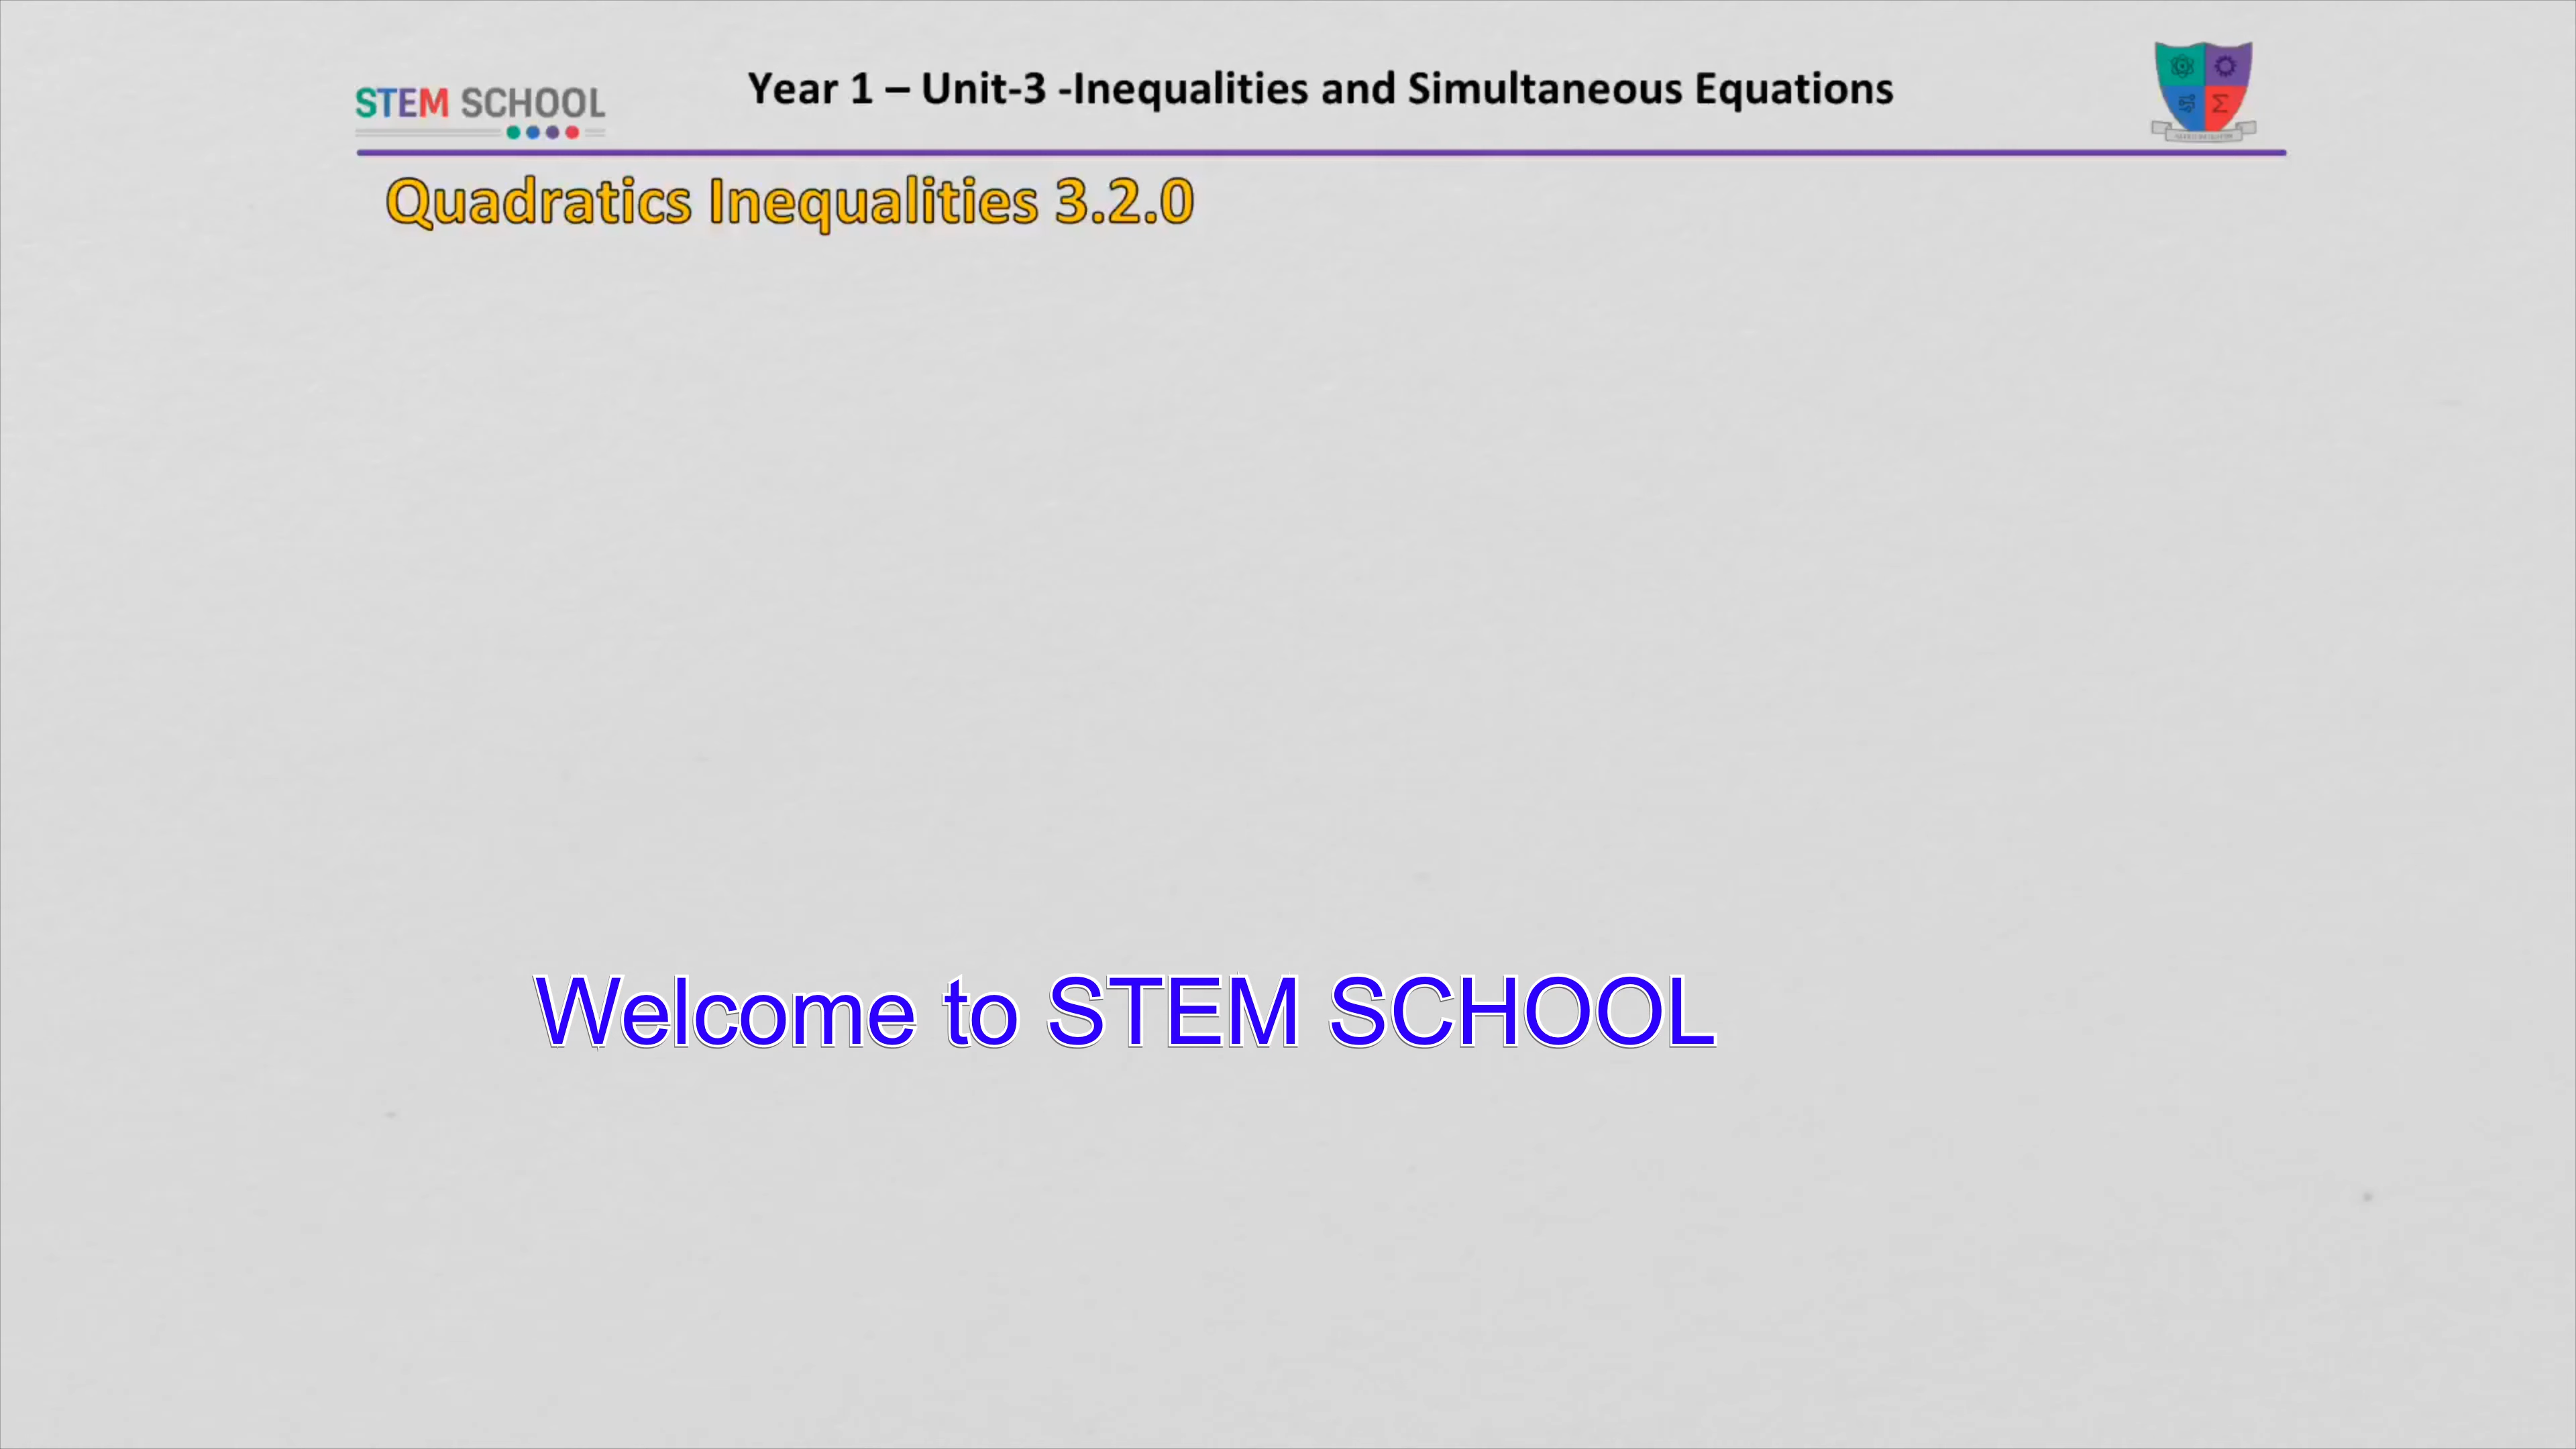 STEM SCHOOL
Year 1 – Unit-3 -Inequalities and Simultaneous Equations
Quadratics Inequalities 3.2.0
Welcome to STEM SCHOOL